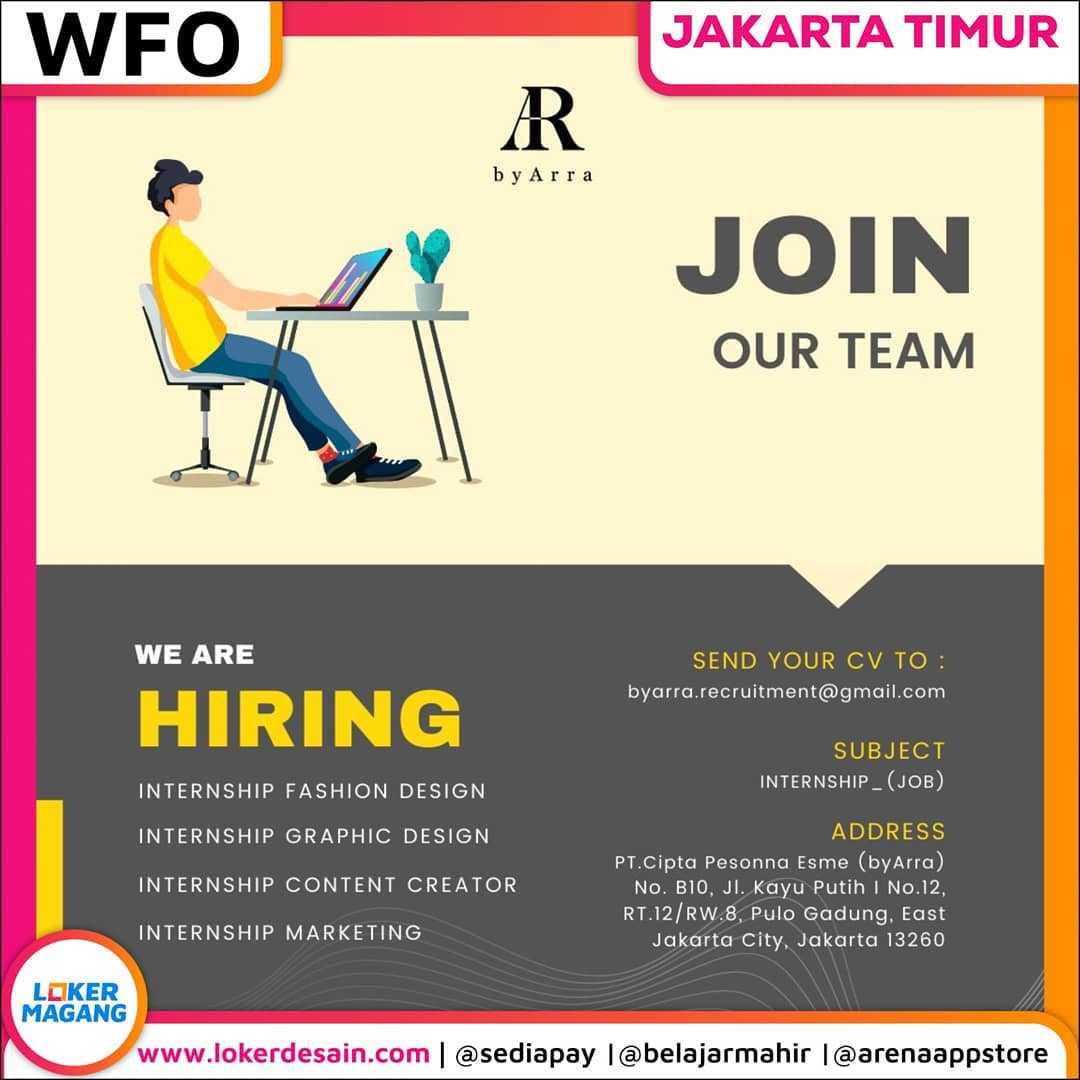 WFO
JAKARTA TIMUR
AR
byArra
JOIN
OUR TEAM
WE ARE
HIRING
INTERNSHIP FASHION DESIGN
INTERNSHIP GRAPHIC DESIGN
INTERNSHIP CONTENT CREATOR
INTERNSHIP MARKETING
SEND YOUR CV TO :
byarra.recruitment@gmail.com
SUBJECT
INTERNSHIP_(JOB)
ADDRESS
PT.Cipta Pesonna Esme (byArra)
No. B10, Jl. Kayu Putih I No.12,
RT.12/RW.8, Pulo Gadung, East
Jakarta City, Jakarta 13260
LOKER
MAGANG
www.lokerdesain.com | @sediapay |@belajarmahir |@arenaappstore